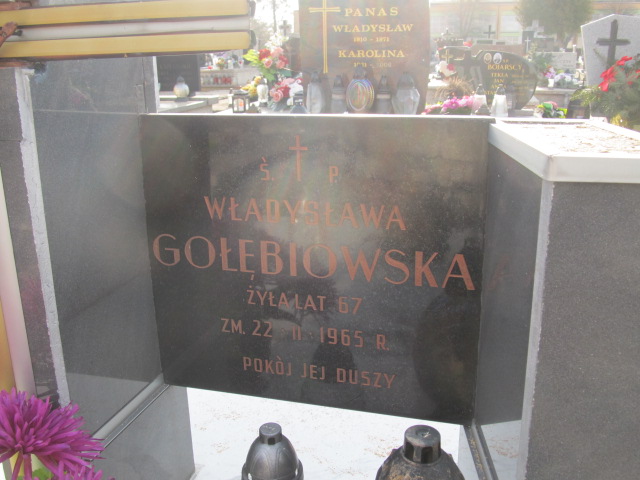 PANAS
WŁADYSŁAW
KAROLINA
Ś. P.
WŁADYSŁAWA
GOŁĘBIOWSKA
ŻYŁA LAT 67
ZM. 22 II 1965 R.
POKÓJ JEJ DUSZY